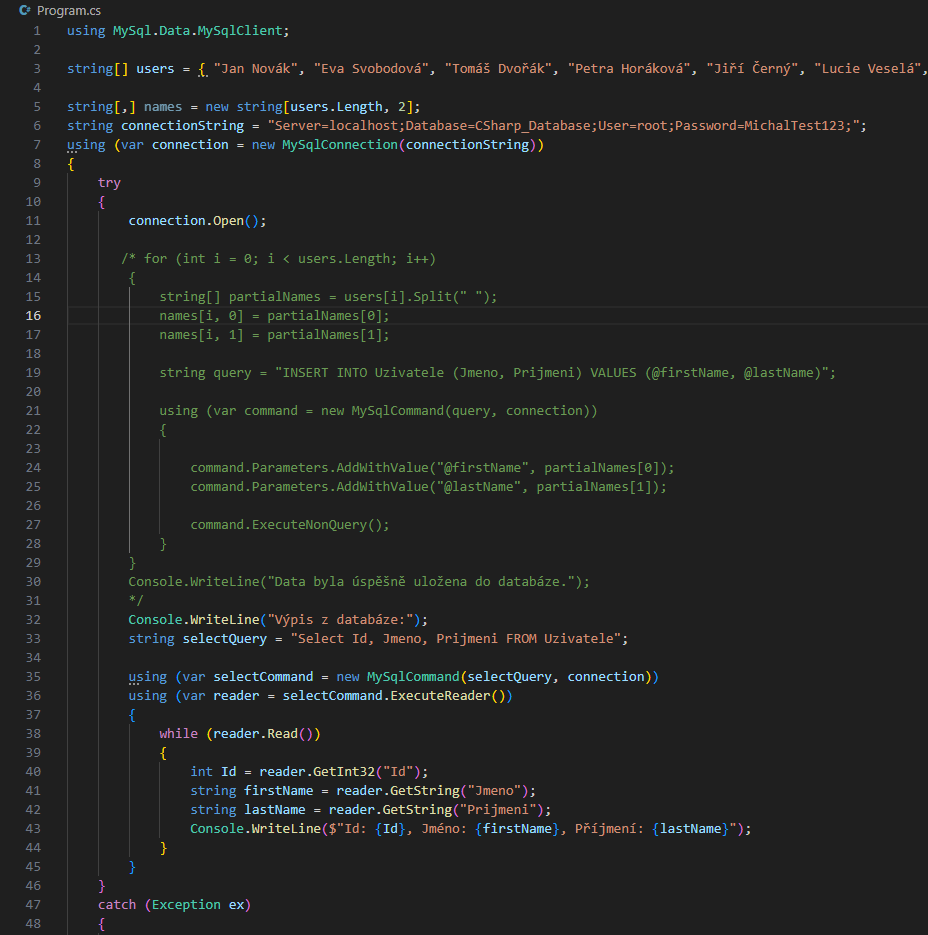 Program.cs
1 using MySql.Data.MySqlClient;
2
3 string[] users = { "Jan Novák", "Eva Svobodová", "Tomáš Dvořák", "Petra Horáková", "Jiří Černý", "Lucie Veselá",
4
5 string[,] names = new string[users.Length, 2];
6 string connectionString = "Server=localhost;Database=CSharp_Database;User=root;Password=MichalTest123;";
7 using (var connection = new MySqlConnection(connectionString))
8 {
9     try
10     {
11         connection.Open();
12
13        /* for (int i = 0; i < users.Length; i++)
14         {
15             string[] partialNames = users[i].Split(" ");
16             names[i, 0] = partialNames[0];
17             names[i, 1] = partialNames[1];
18
19             string query = "INSERT INTO Uzivatele (Jmeno, Prijmeni) VALUES (@firstName, @lastName)";
20
21             using (var command = new MySqlCommand(query, connection))
22             {
23
24                 command.Parameters.AddWithValue("@firstName", partialNames[0]);
25                 command.Parameters.AddWithValue("@lastName", partialNames[1]);
26
27                 command.ExecuteNonQuery();
28             }
29         }
30         Console.WriteLine("Data byla úspěšně uložena do databáze.");
31         */
32         Console.WriteLine("Výpis z databáze:");
33         string selectQuery = "Select Id, Jmeno, Prijmeni FROM Uzivatele";
34
35         using (var selectCommand = new MySqlCommand(selectQuery, connection))
36         using (var reader = selectCommand.ExecuteReader())
37         {
38             while (reader.Read())
39             {
40                 int Id = reader.GetInt32("Id");
41                 string firstName = reader.GetString("Jmeno");
42                 string lastName = reader.GetString("Prijmeni");
43                 Console.WriteLine($"Id: {Id}, Jméno: {firstName}, Příjmení: {lastName}");
44             }
45         }
46     }
47     catch (Exception ex)
48     {